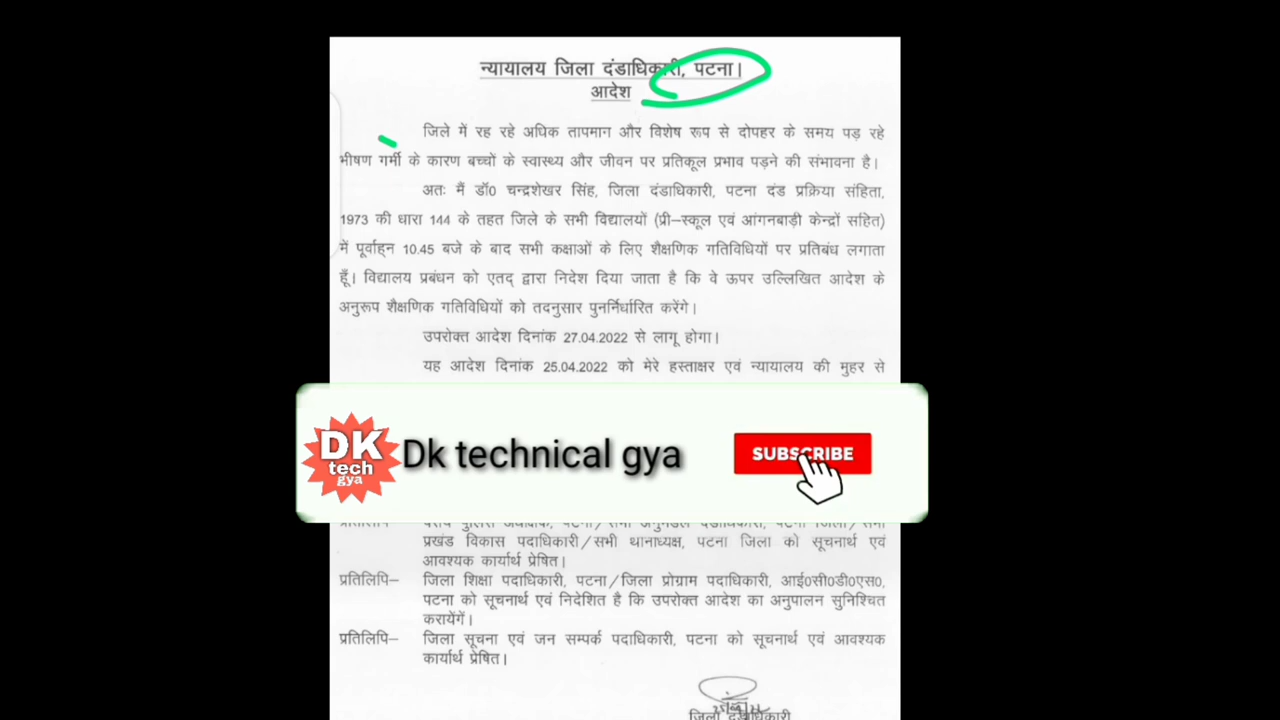 न्यायालय जिला दंडाधिकारी, पटना।
आदेश
जिले में रह रहे अधिक तापमान और विशेष रूप से दोपहर के समय पड़ रहे
भीषण गर्मी के कारण बच्चों के स्वास्थ्य और जीवन पर प्रतिकूल प्रभाव पड़ने की संभावना है।
अतः मैं डॉ0 चन्द्रशेखर सिंह, जिला दंडाधिकारी, पटना दंड प्रक्रिया संहिता,
1973 की धारा 144 के तहत जिले के सभी विद्यालयों (प्री–स्कूल एवं आंगनबाड़ी केन्द्रों सहित)
में पूर्वाह्न 10.45 बजे के बाद सभी कक्षाओं के लिए शैक्षणिक गतिविधियों पर प्रतिबंध लगाता
हूँ। विद्यालय प्रबंधन को एतद् द्वारा निदेश दिया जाता है कि वे ऊपर उल्लिखित आदेश के
अनुरूप शैक्षणिक गतिविधियों को तदनुसार पुनर्निर्धारित करेंगे।
उपरोक्त आदेश दिनांक 27.04.2022 से लागू होगा।
यह आदेश दिनांक 25.04.2022 को मेरे हस्ताक्षर एवं न्यायालय की मुहर से
DK
tech
gya
Dk technical gya
SUBSCRIBE
प्रखंड विकास पदाधिकारी/सभी थानाध्यक्ष, पटना जिला को सूचनार्थ एवं
आवश्यक कार्यार्थ प्रेषित।
प्रतिलिपि– जिला शिक्षा पदाधिकारी, पटना/जिला प्रोग्राम पदाधिकारी, आई0सी0डी0एस0,
पटना को सूचनार्थ एवं निदेशित है कि उपरोक्त आदेश का अनुपालन सुनिश्चित
करायेंगें।
प्रतिलिपि– जिला सूचना एवं जन सम्पर्क पदाधिकारी, पटना को सूचनार्थ एवं आवश्यक
कार्यार्थ प्रेषित।
जिला दंडाधिकारी